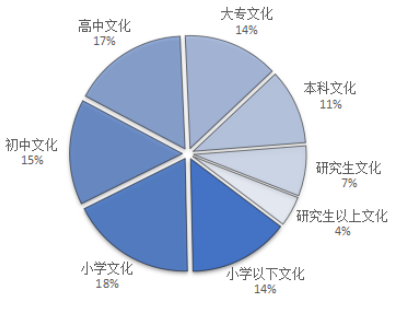 大专文化
14%
本科文化
11%
研究生文化
7%
研究生以上文化
4%
小学以下文化
14%
小学文化
18%
初中文化
15%
高中文化
17%